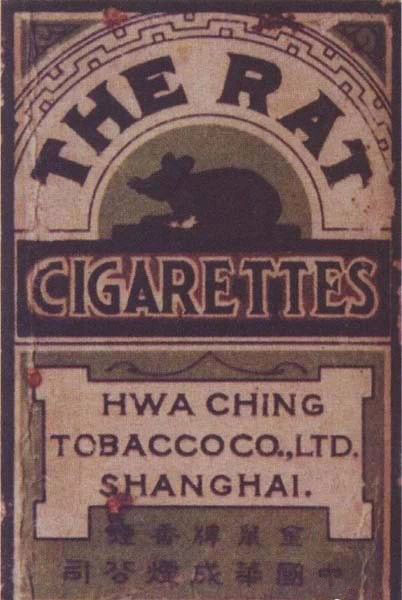 THE RAT
CIGARETTES
HWA CHING
TOBACCO CO., LTD.
SHANGHAI.
金鼠牌香煙
中國華成煙公司